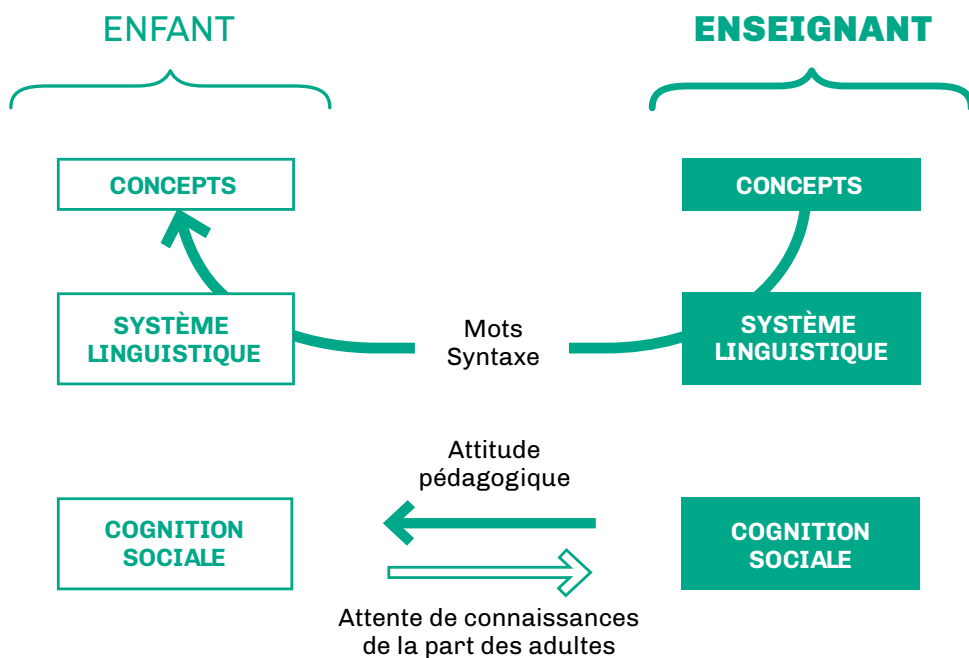 ENFANT
ENSEIGNANT
CONCEPTS
CONCEPTS
SYSTÈME
LINGUISTIQUE
Mots
Syntaxe
SYSTÈME
LINGUISTIQUE
Attitude
pédagogique
COGNITION
SOCIALE
COGNITION
SOCIALE
Attente de connaissances
de la part des adultes